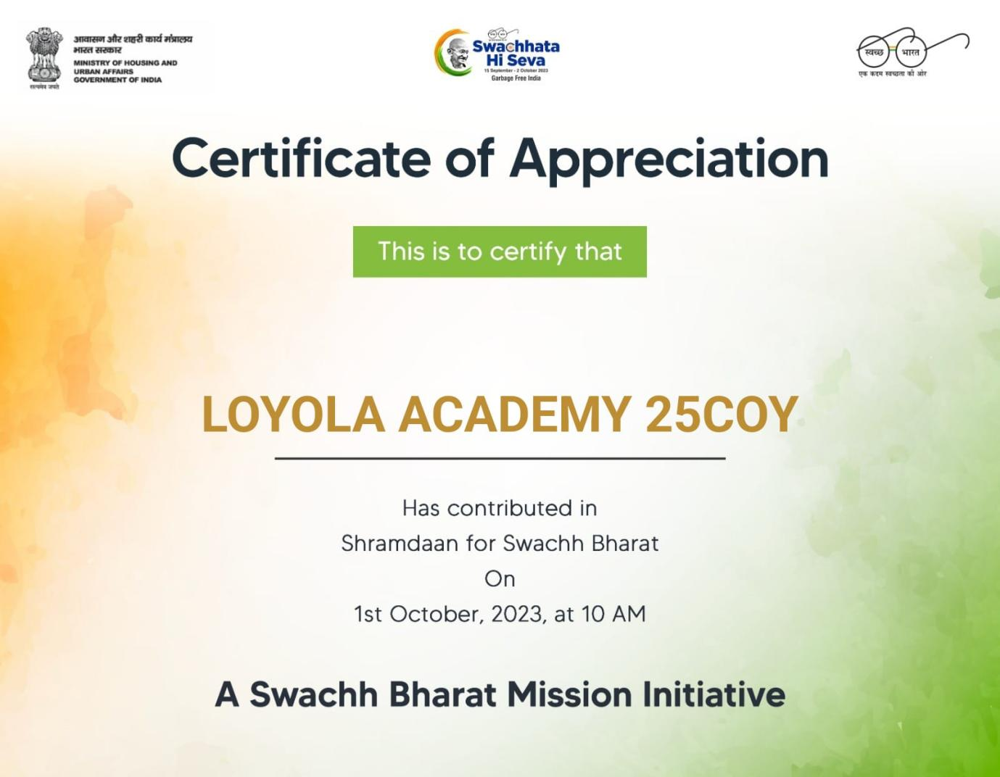 आवासन और शहरी कार्य मंत्रालय
भारत सरकार
MINISTRY OF HOUSING AND
URBAN AFFAIRS
GOVERNMENT OF INDIA
सत्यमेव जयते
Swachhata
Hi Seva
15 September - 2 October 2023
Garbage Free India
स्वच्छ भारत
एक कदम स्वच्छता की ओर
Certificate of Appreciation
This is to certify that
LOYOLA ACADEMY 25COY
Has contributed in
Shramdaan for Swachh Bharat
On
1st October, 2023, at 10 AM
A Swachh Bharat Mission Initiative